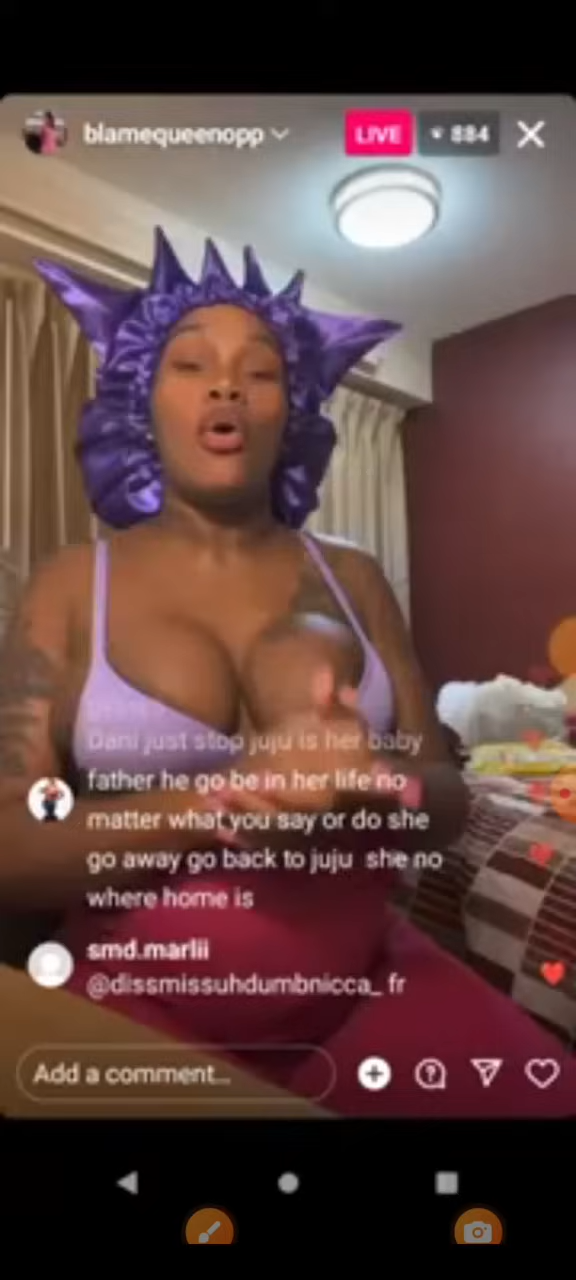 blamequeenopp
LIVE
884
Dani just stop juju is her baby
father he go be in her life no
matter what you say or do she
go away go back to juju she no
where home is
smd.marlii
@dissmissuhdumbnicca_ fr
Add a comment...